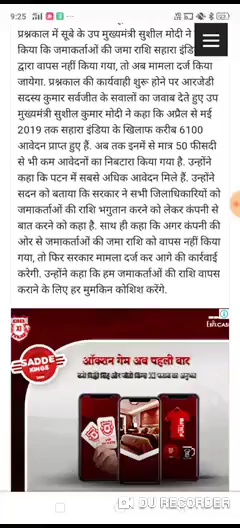 9:25
प्रश्नकाल में सूबे के उप मुख्यमंत्री सुशील मोदी ने
किया कि जमाकर्ताओं की जमा राशि सहारा इंडि
द्वारा वापस नहीं किया गया, तो अब मामला दर्ज किया
जायेगा. प्रश्नकाल की कार्यवाही शुरू होने पर आरजेडी
सदस्य कुमार सर्वजीत के सवालों का जवाब देते हुए उप
मुख्यमंत्री सुशील कुमार मोदी ने कहा कि अप्रैल से मई
2019 तक सहारा इंडिया के खिलाफ करीब 6100
आवेदन प्राप्त हुए हैं. अब तक इनमें से मात्र 50 फीसदी
से भी कम आवेदनों का निबटारा किया गया है. उन्होंने
कहा कि पटन में सबसे अधिक आवेदन मिले हैं. उन्होंने
सदन को बताया कि सरकार ने सभी जिलाधिकारियों को
जमाकर्ताओं की राशि भुगतान करने को लेकर कंपनी से
बात करने को कहा है. साथ ही कहा कि अगर कंपनी की
ओर से जमाकर्ताओं की जमा राशि को वापस नहीं किया
गया, तो फिर सरकार मामला दर्ज कर आगे की कार्रवाई
करेगी. उन्होंने कहा कि हम जमाकर्ताओं की राशि वापस
कराने के लिए हर मुमकिन कोशिश करेंगे.
SADDE
KINGS
ऑक्शन गेम अब पहली बार
XI
DU RECORDER